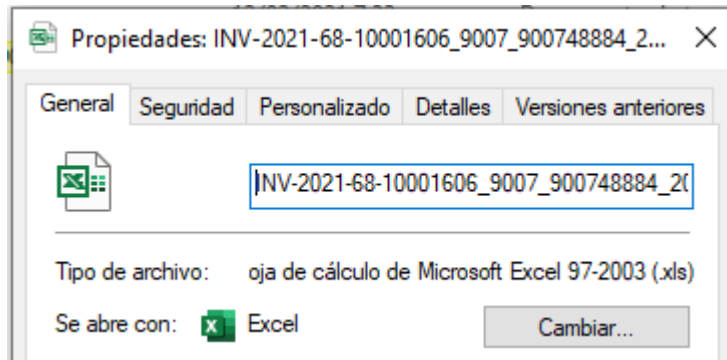 Propiedades: INV-2021-68-10001606_9007_900748884_2...
General Seguridad Personalizado Detalles Versiones anteriores
INV-2021-68-10001606_9007_900748884_20
Tipo de archivo: oja de cálculo de Microsoft Excel 97-2003 (.xls)
Se abre con: Excel Cambiar...